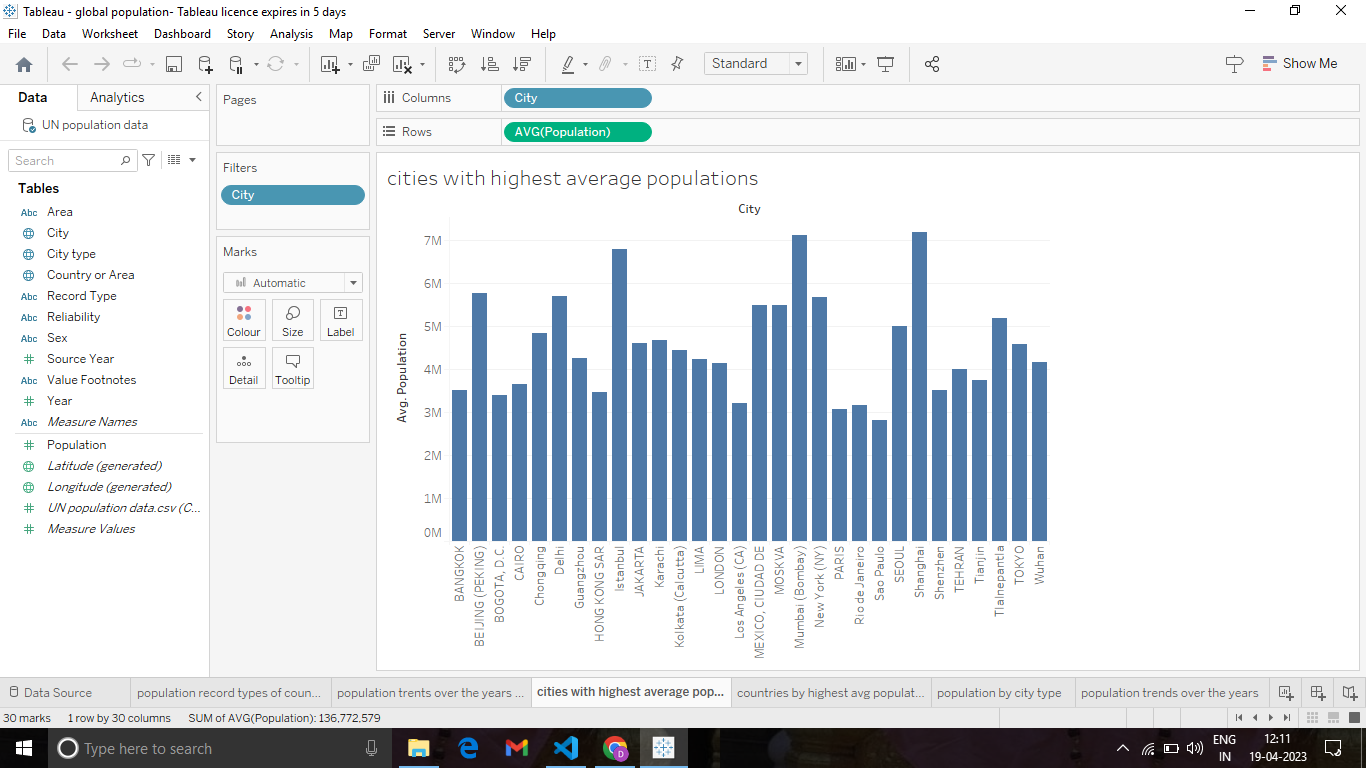 Tableau - global population- Tableau licence expires in 5 days
File Data Worksheet Dashboard Story Analysis Map Format Server Window Help
Standard
Show Me
Data Analytics
UN population data
Search
Tables
Abc Area
City
City type
Country or Area
Abc Record Type
Abc Reliability
Abc Sex
Source Year
Abc Value Footnotes
Year
Abc Measure Names
Population
Latitude (generated)
Longitude (generated)
UN population data.csv (C...
Measure Values
Pages
Filters
City
Marks
Automatic
Colour Size Label
Detail Tooltip
Columns City
Rows AVG(Population)
cities with highest average populations
City
Avg. Population
7M
6M
5M
4M
3M
2M
1M
0M
BANGKOK
BEIJING (PEKING)
BOGOTA, D.C.
CAIRO
Chongqing
Delhi
Guangzhou
HONG KONG SAR
Istanbul
JAKARTA
Karachi
Kolkata (Calcutta)
LIMA
LONDON
Los Angeles (CA)
MEXICO, CIUDAD DE
MOSKVA
Mumbai (Bombay)
New York (NY)
PARIS
Rio de Janeiro
Sao Paulo
SEOUL
Shanghai
Shenzhen
TEHRAN
Tianjin
Tlalnepantla
TOKYO
Wuhan
Data Source population record types of coun... population trents over the years ... cities with highest average pop... countries by highest avg populat... population by city type population trends over the years
30 marks 1 row by 30 columns SUM of AVG(Population): 136,772,579
Type here to search
ENG
IN
12:11
19-04-2023